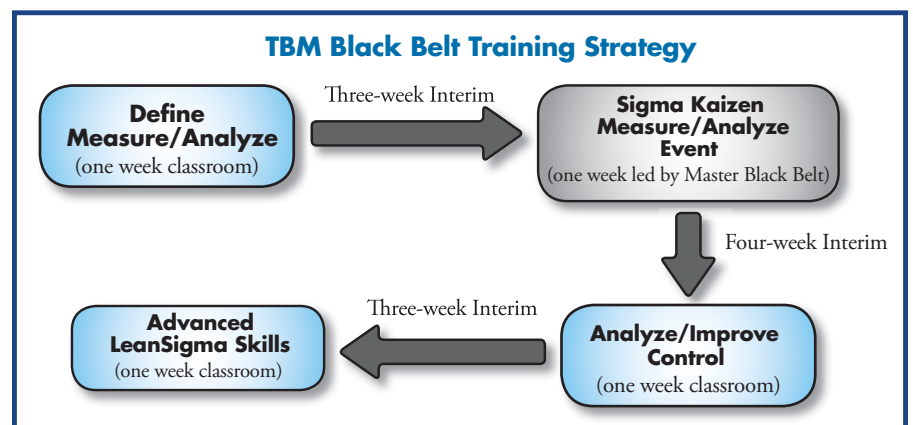 TBM Black Belt Training Strategy
Define
Measure/Analyze
(one week classroom)
Three-week Interim
Sigma Kaizen
Measure/Analyze
Event
(one week led by Master Black Belt)
Four-week Interim
Analyze/Improve
Control
(one week classroom)
Three-week Interim
Advanced
LeanSigma Skills
(one week classroom)